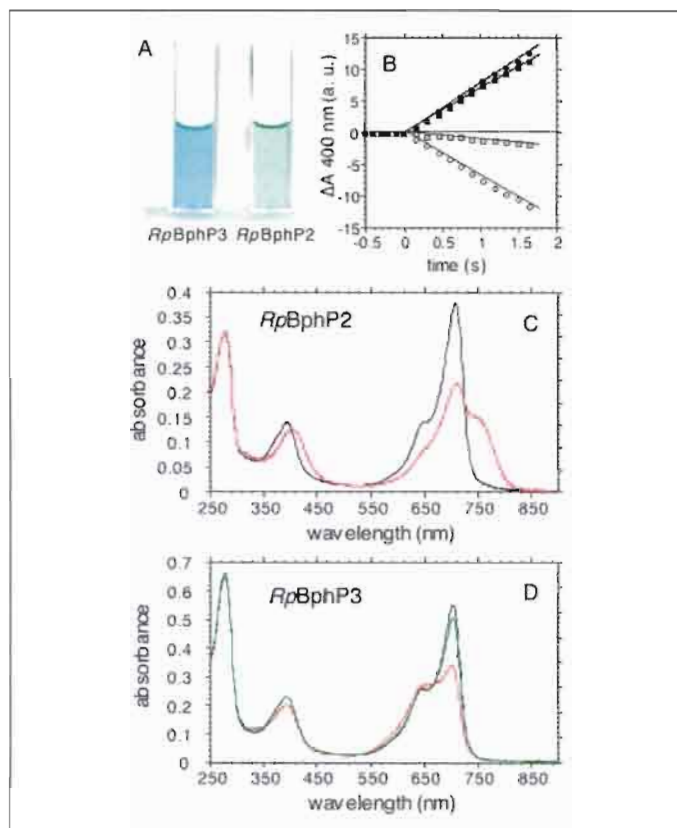 A
RpBphP3 RpBphP2
B
ΔA 400 nm (a. u.)
15
10
5
0
-5
-10
-15
-0.5 0 0.5 1 1.5 2
time (s)
RpBphP2
C
absorbance
0.4
0.35
0.3
0.25
0.2
0.15
0.1
0.05
0
250 350 450 550 650 750 850
wavelength (nm)
RpBphP3
D
absorbance
0.7
0.6
0.5
0.4
0.3
0.2
0.1
0
250 350 450 550 650 750 850
wavelength (nm)